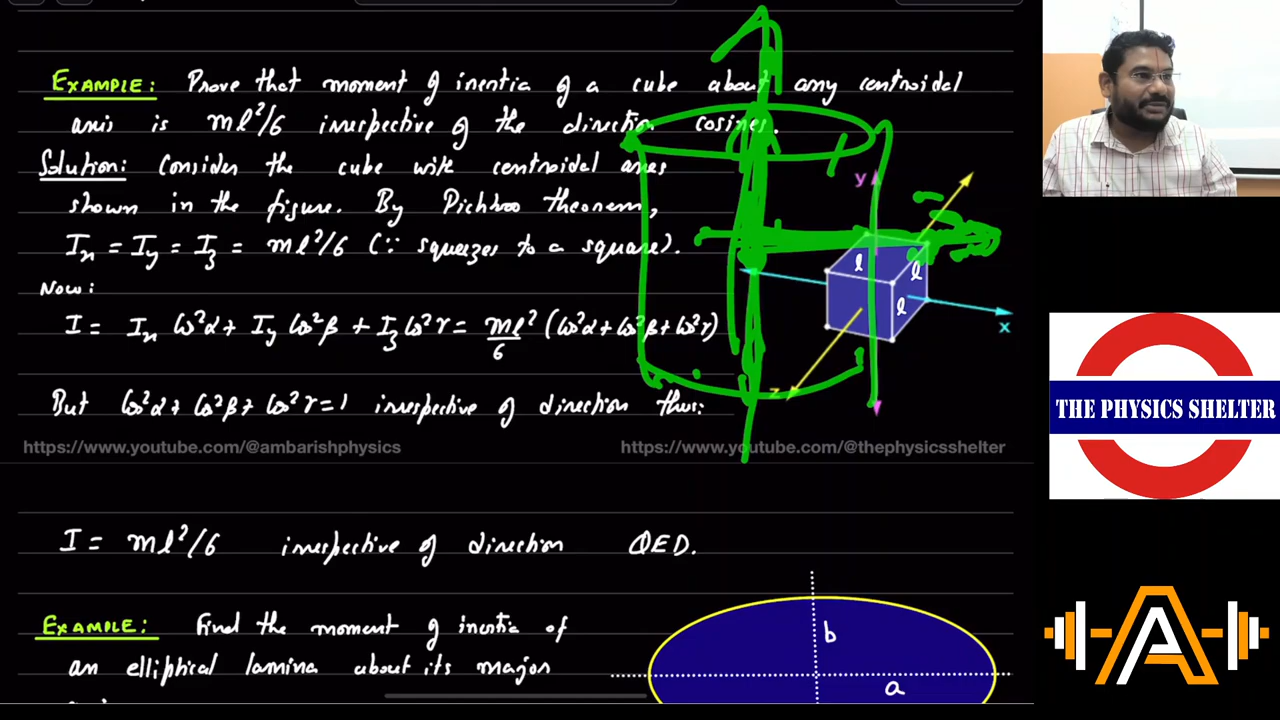 EXAMPLE: Prove that moment of inertia of a cube about any centroidal
axis is ml²/6 irrespective of the direction cosines.
Solution: Consider the cube with centroidal axes
shown in the figure. By Pichhoo theorem,
Ix = Iy = Iz = ml²/6 (∵ squeezes to a square).
Now:
I = Ix Cos²α + Iy Cos²β + Iz Cos²γ = ml²/6 (Cos²α + Cos²β + Cos²γ)
But Cos²α + Cos²β + Cos²γ = 1 irrespective of direction thus:
https://www.youtube.com/@ambarishphysics
https://www.youtube.com/@thephysicsshelter
I = ml²/6 irrespective of direction QED.
EXAMPLE: Find the moment of inertia of
an elliptical lamina about its major
y
l
l
l
x
z
b
a
THE PHYSICS SHELTER